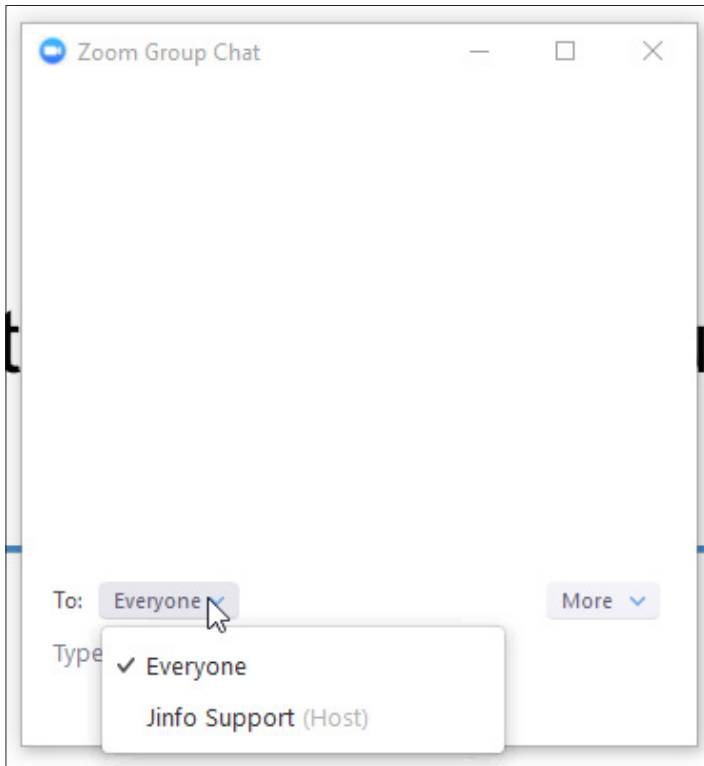 Zoom Group Chat
t
To: Everyone
More
Type
Everyone
Jinfo Support (Host)